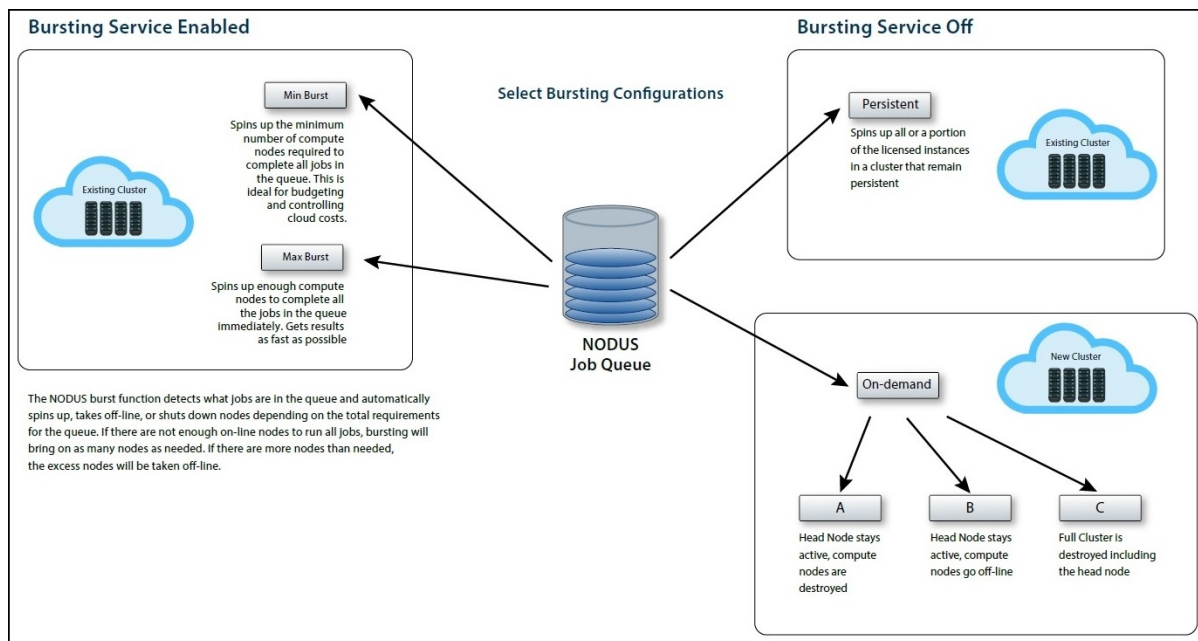 Bursting Service Enabled
Min Burst
Spins up the minimum
number of compute
nodes required to
complete all jobs in
the queue. This is
ideal for budgeting
and controlling
cloud costs.
Existing Cluster
Max Burst
Spins up enough compute
nodes to complete all
the jobs in the queue
immediately. Gets results
as fast as possible
The NODUS burst function detects what jobs are in the queue and automatically
spins up, takes off-line, or shuts down nodes depending on the total requirements
for the queue. If there are not enough on-line nodes to run all jobs, bursting will
bring on as many nodes as needed. If there are more nodes than needed,
the excess nodes will be taken off-line.
Select Bursting Configurations
NODUS
Job Queue
Bursting Service Off
Persistent
Spins up all or a portion
of the licensed instances
in a cluster that remain
persistent
Existing Cluster
On-demand
New Cluster
A
Head Node stays
active, compute
nodes are
destroyed
B
Head Node stays
active, compute
nodes go off-line
C
Full Cluster is
destroyed including
the head node